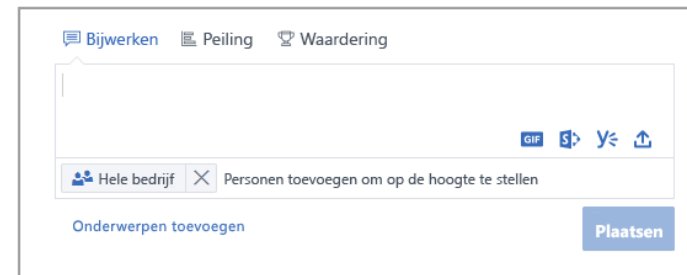 Bijwerken Peiling Waardering
GIF
Hele bedrijf Personen toevoegen om op de hoogte te stellen
Onderwerpen toevoegen Plaatsen